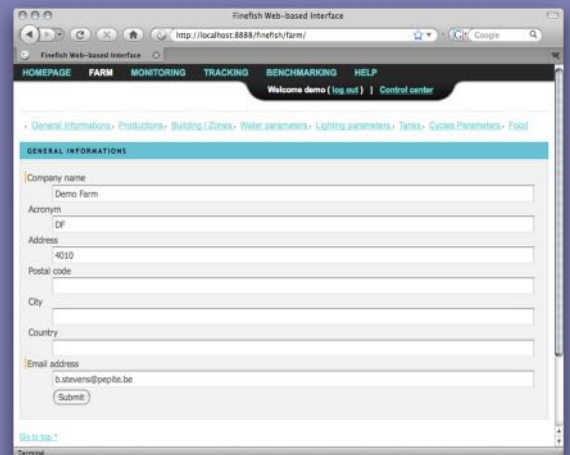 Finefish Web-based Interface
http://localhost:8888/finefish/farm/
Google
Finefish Web-based Interface
HOMEPAGE FARM MONITORING TRACKING BENCHMARKING HELP
Welcome demo ( log out ) | Control center
General Informations, Productions, Building / Zones, Water parameters, Lighting parameters, Tanks, Cycles Parameters, Food
GENERAL INFORMATIONS
Company name
Demo Farm
Acronym
DF
Address
4010
Postal code
City
Country
Email address
b.stevens@pepite.be
Submit
Go to top ^
Terminé